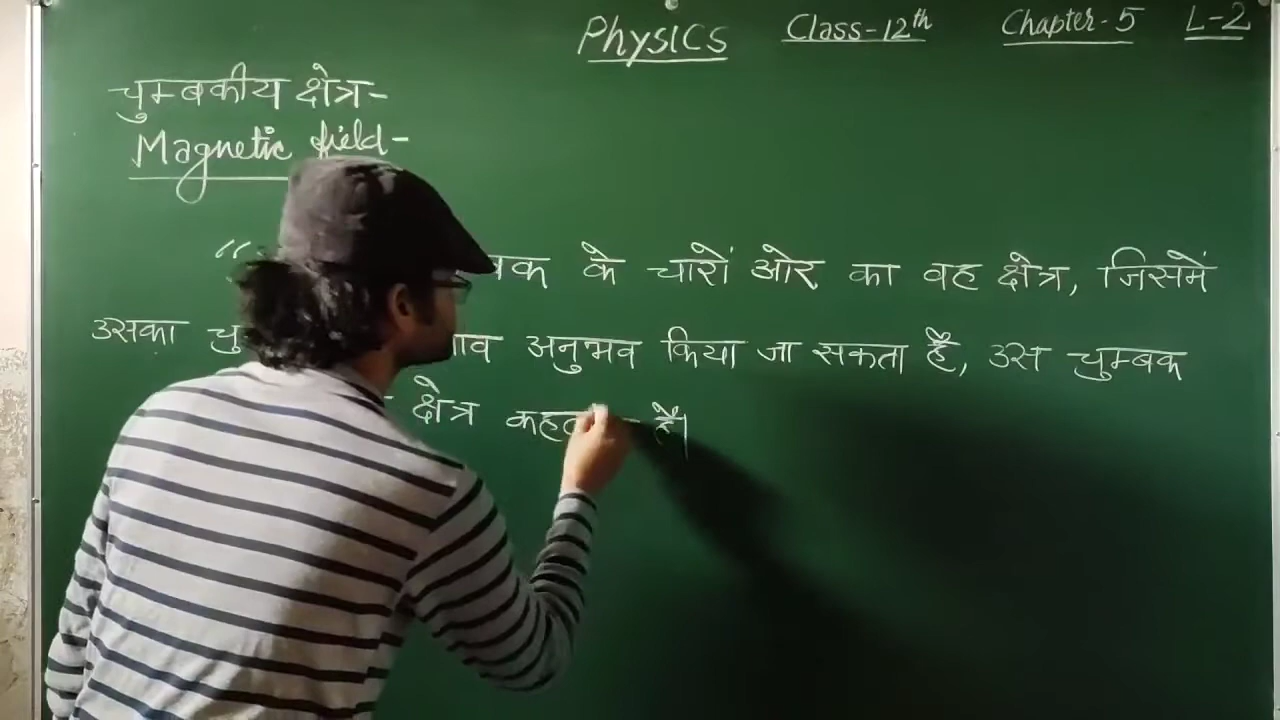 Physics Class-12th Chapter-5 L-2
चुम्बकीय क्षेत्र-
Magnetic field-
“ के चारों ओर का वह क्षेत्र, जिसमें
उसका अनुभव किया जा सकता है, उस चुम्बक
क्षेत्र है।